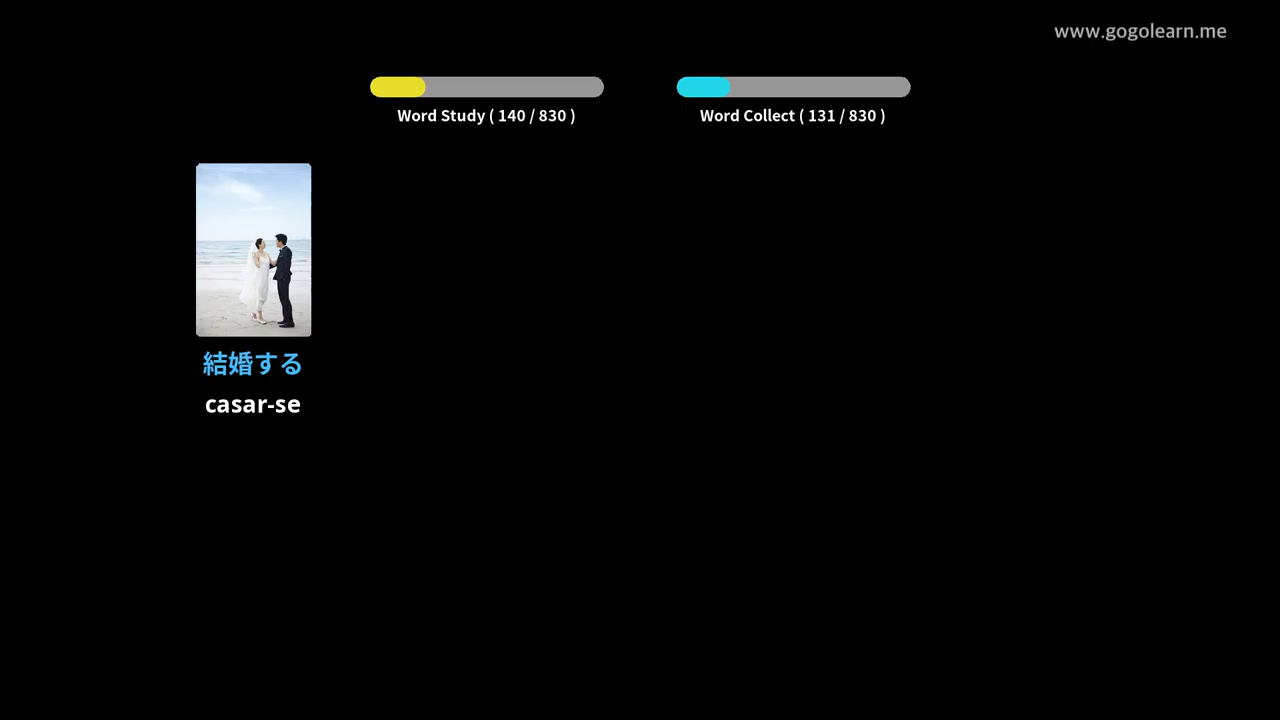 www.gogolearn.me
Word Study ( 140 / 830 )
Word Collect ( 131 / 830 )
結婚する
casar-se